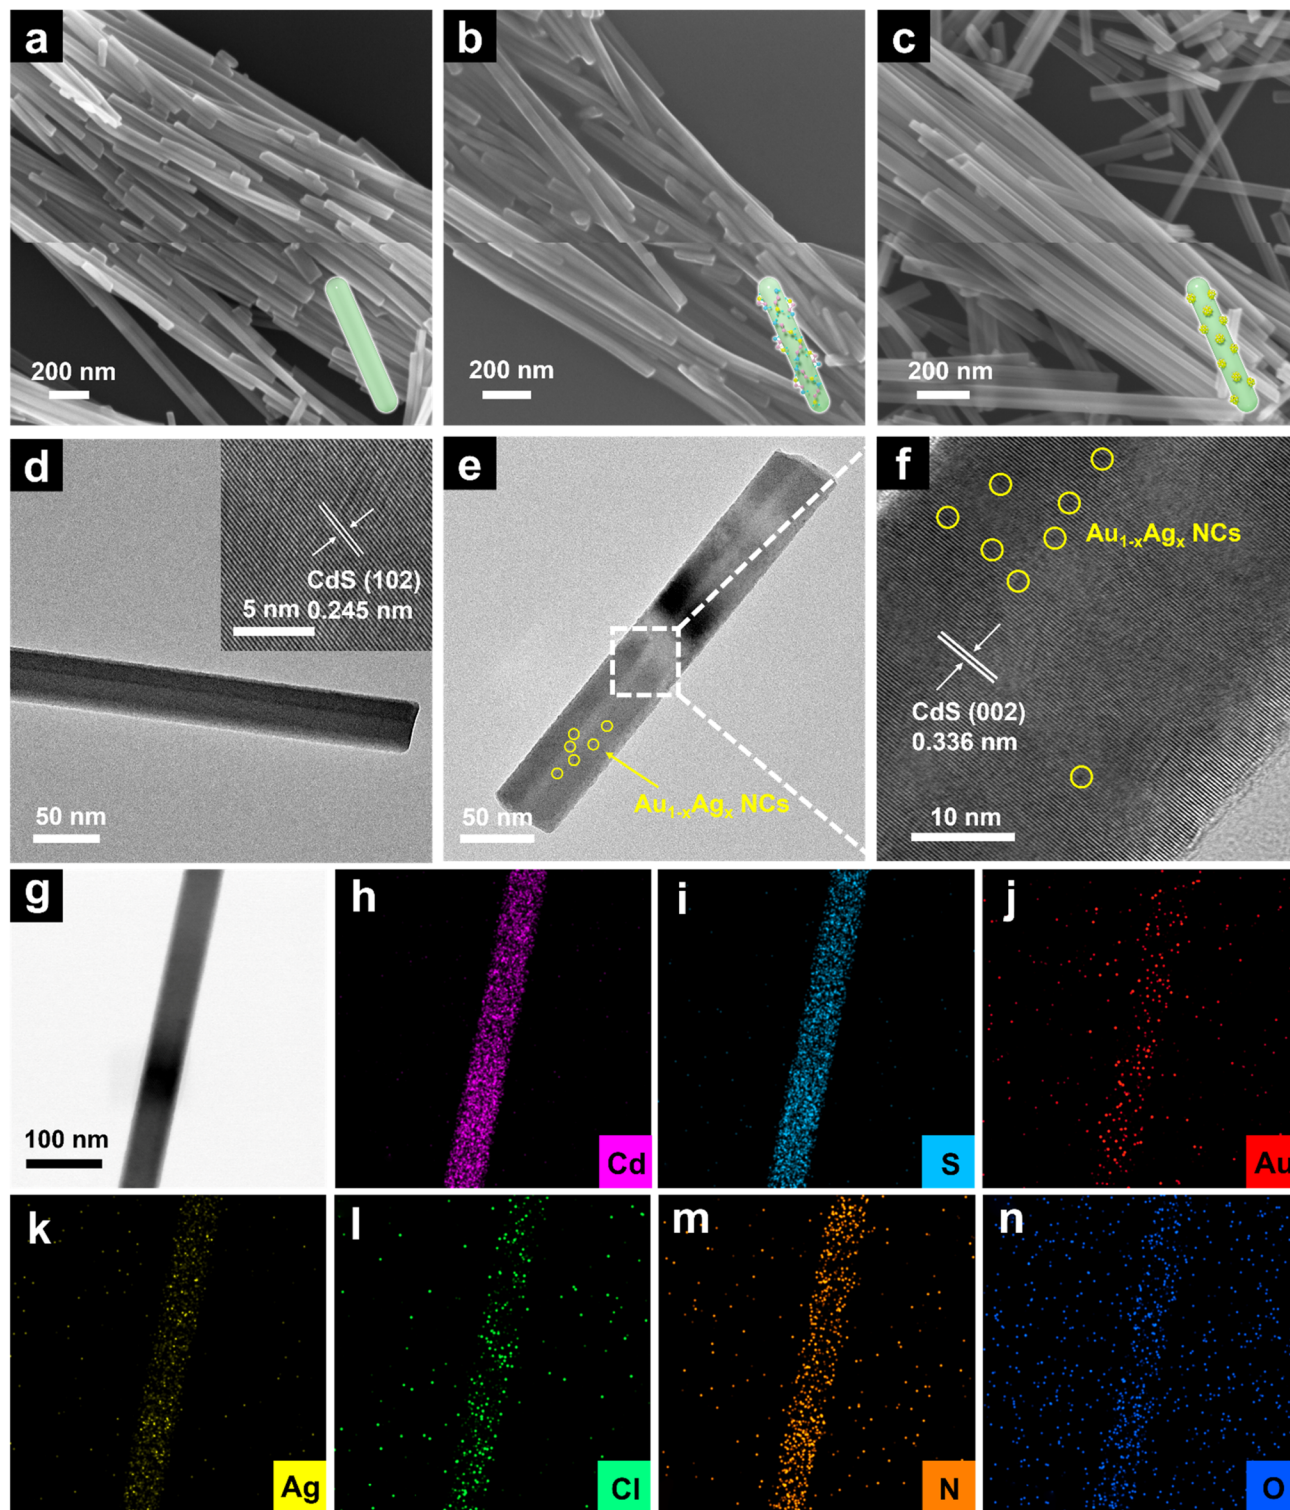 a
b
c
200 nm
200 nm
200 nm
d
CdS (102)
5 nm 0.245 nm
50 nm
e
Au₁₋ₓAgₓ NCs
50 nm
f
Au₁₋ₓAgₓ NCs
CdS (002)
0.336 nm
10 nm
g
100 nm
h
Cd
i
S
j
Au
k
Ag
l
Cl
m
N
n
O